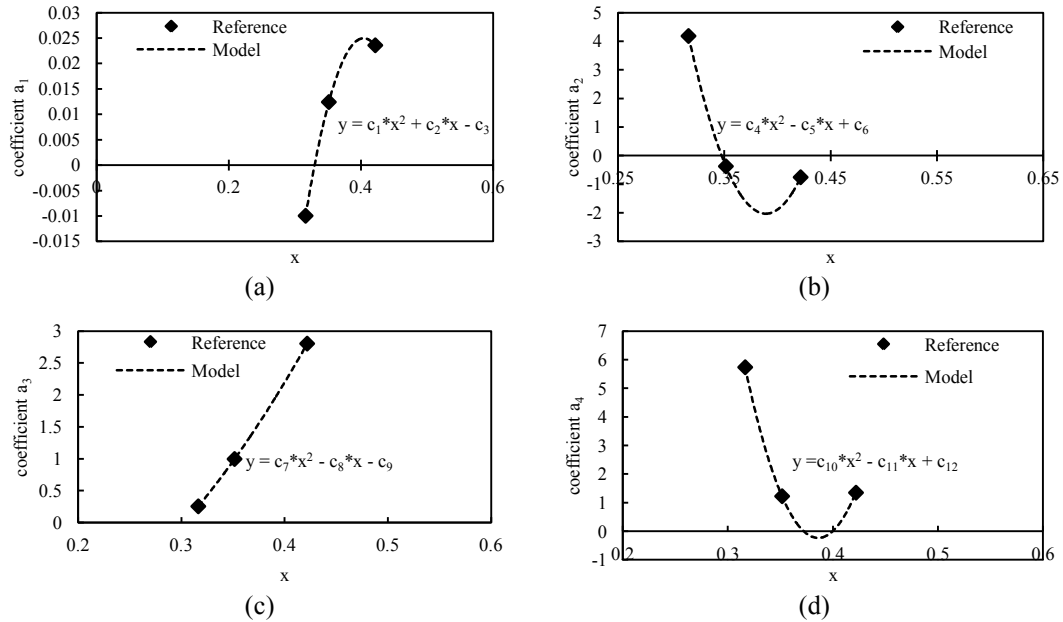 0.03
0.025
0.02
0.015
0.01
0.005
0
-0.005
-0.01
-0.015
coefficient a₁
Reference
Model
y = c₁*x² + c₂*x - c₃
0 0.2 0.4 0.6
x
(a)
5
4
3
2
1
0
-1
-2
-3
coefficient a₂
Reference
Model
y = c₄*x² - c₅*x + c₆
0.25 0.35 0.45 0.55 0.65
x
(b)
3
2.5
2
1.5
1
0.5
0
coefficient a₃
Reference
Model
y = c₇*x² - c₈*x - c₉
0.2 0.3 0.4 0.5 0.6
x
(c)
7
6
5
4
3
2
1
0
-1
coefficient a₄
Reference
Model
y =c₁₀*x² - c₁₁*x + c₁₂
0.2 0.3 0.4 0.5 0.6
x
(d)